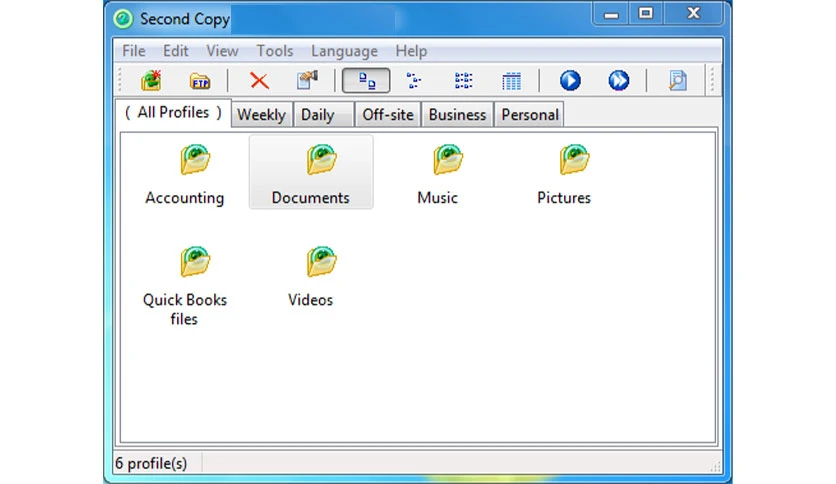 Second Copy
File Edit View Tools Language Help
FTP
( All Profiles ) Weekly Daily Off-site Business Personal
Accounting Documents Music Pictures
Quick Books files Videos
6 profile(s)